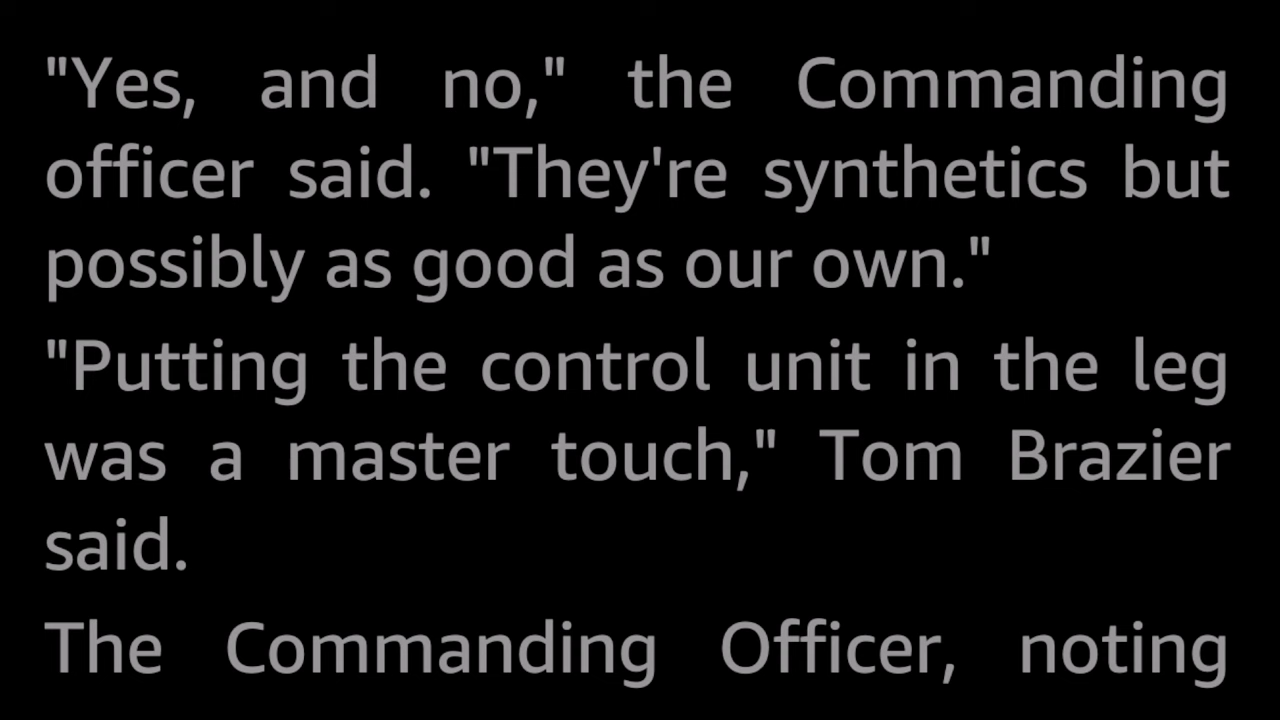 "Yes, and no," the Commanding
officer said. "They're synthetics but
possibly as good as our own."
"Putting the control unit in the leg
was a master touch," Tom Brazier
said.
The Commanding Officer, noting